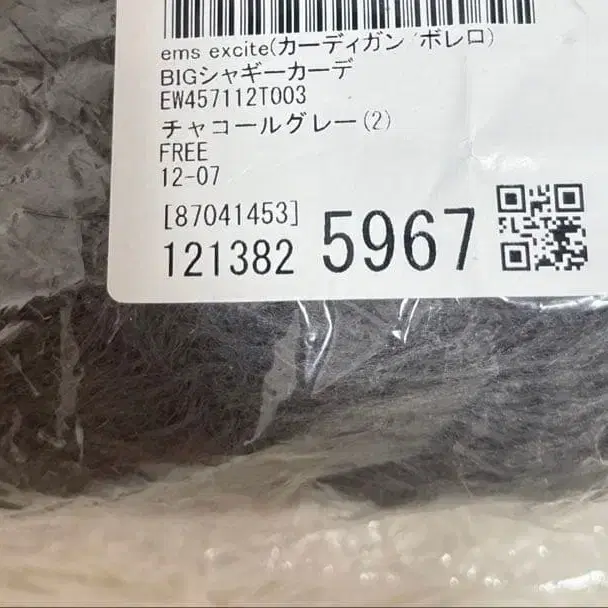 ems excite(カーディガン/ボレロ)
BIGシャギーカーデ
EW457112T003
チャコールグレー(2)
FREE
12-07
[87041453]
121382 5967